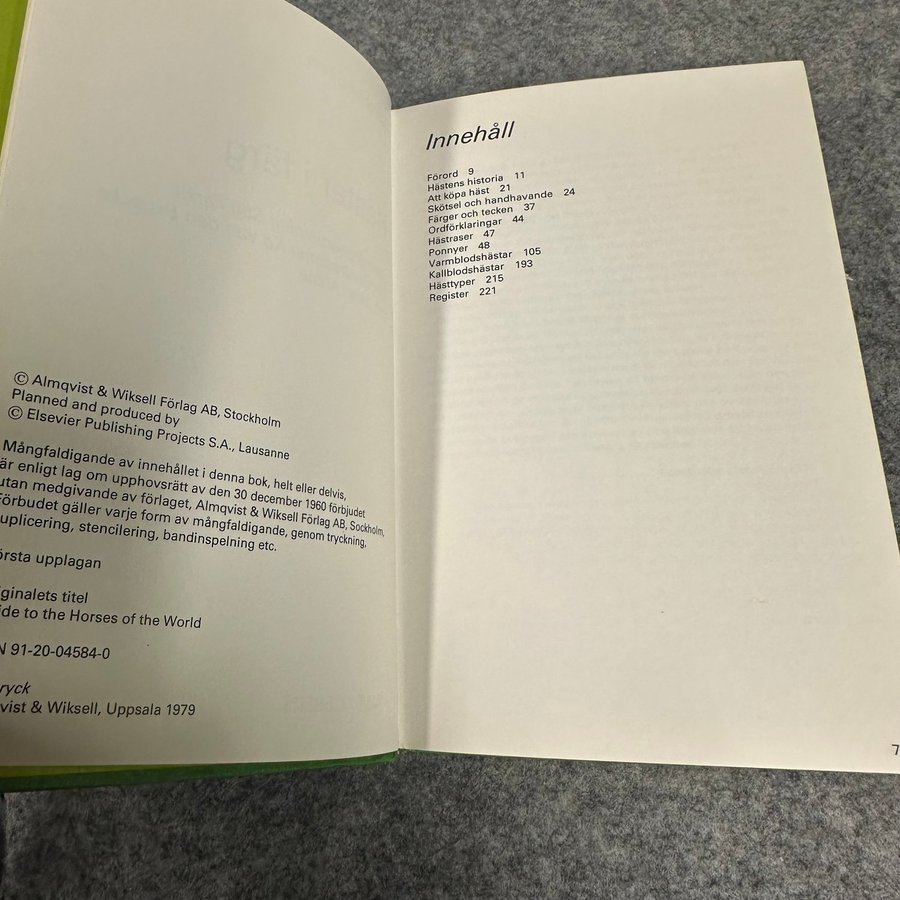 © Almqvist & Wiksell Förlag AB, Stockholm
Planned and produced by
© Elsevier Publishing Projects S.A., Lausanne
Mångfaldigande av innehållet i denna bok, helt eller delvis,
är enligt lag om upphovsrätt av den 30 december 1960 förbjudet
utan medgivande av förlaget, Almqvist & Wiksell Förlag AB, Sockholm,
Förbudet gäller varje form av mångfaldigande, genom tryckning,
uplicering, stencilering, bandinspelning etc.
örsta upplagan
iginalets titel
ide to the Horses of the World
N 91-20-04584-0
ryck
vist & Wiksell, Uppsala 1979
Innehåll
Förord 9
Hästens historia 11
Att köpa häst 21
Skötsel och handhavande 24
Färger och tecken 37
Ordförklaringar 44
Hästraser 47
Ponnyer 48
Varmblodshästar 105
Kallblodshästar 193
Hästtyper 215
Register 221
7